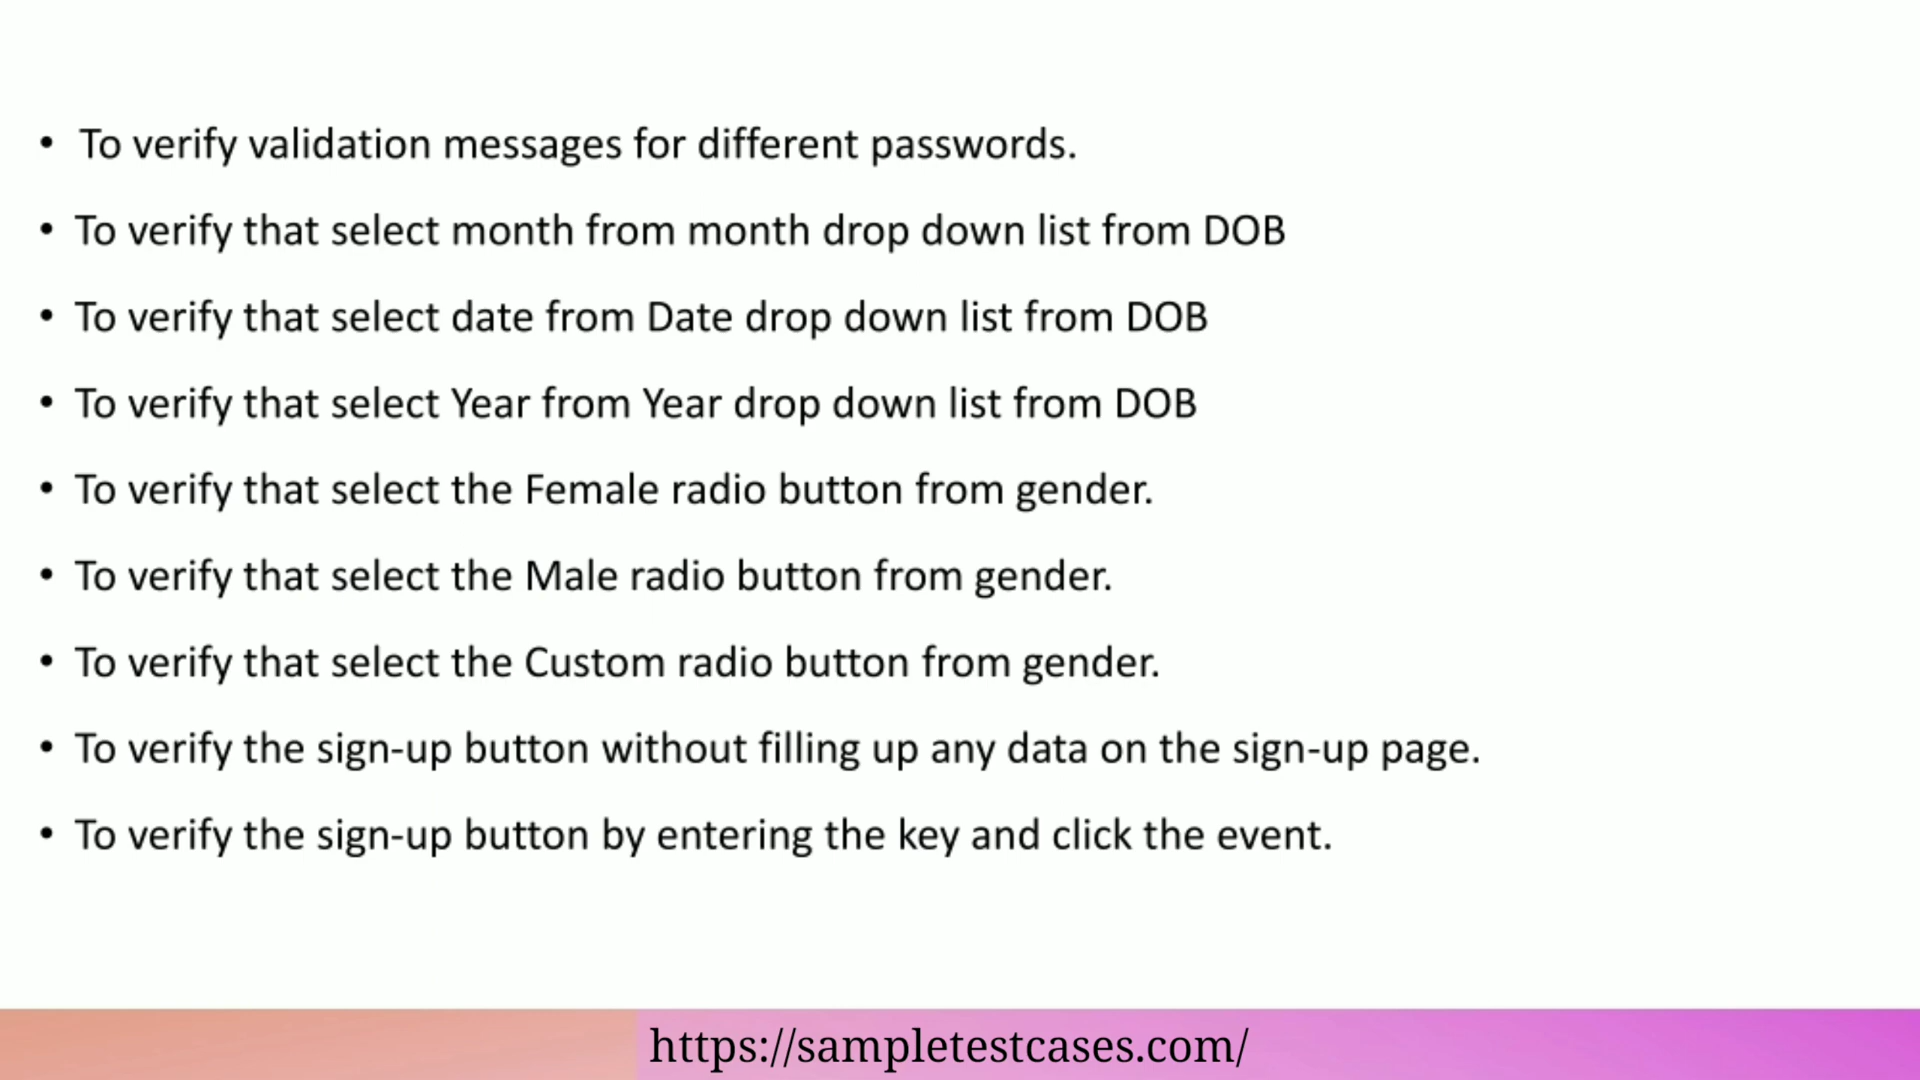 • To verify validation messages for different passwords.
• To verify that select month from month drop down list from DOB
• To verify that select date from Date drop down list from DOB
• To verify that select Year from Year drop down list from DOB
• To verify that select the Female radio button from gender.
• To verify that select the Male radio button from gender.
• To verify that select the Custom radio button from gender.
• To verify the sign-up button without filling up any data on the sign-up page.
• To verify the sign-up button by entering the key and click the event.
https://sampletestcases.com/